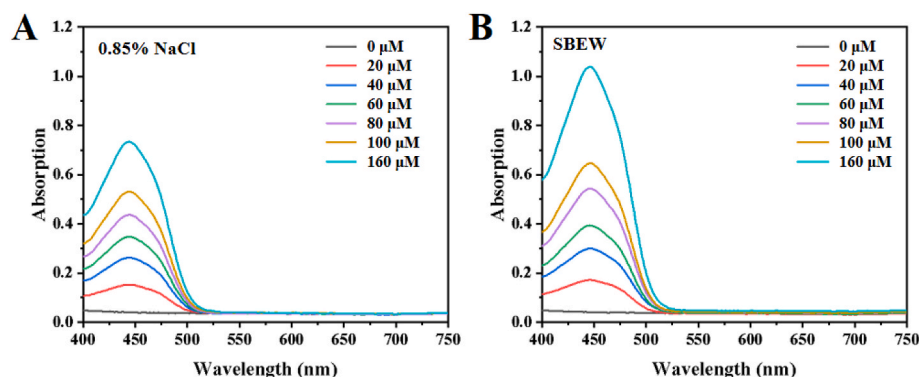 A
0.85% NaCl
0 μM
20 μM
40 μM
60 μM
80 μM
100 μM
160 μM
1.2
1.0
0.8
0.6
0.4
0.2
0.0
Absorption
400 450 500 550 600 650 700 750
Wavelength (nm)
B
SBEW
0 μM
20 μM
40 μM
60 μM
80 μM
100 μM
160 μM
1.2
1.0
0.8
0.6
0.4
0.2
0.0
Absorption
400 450 500 550 600 650 700 750
Wavelength (nm)